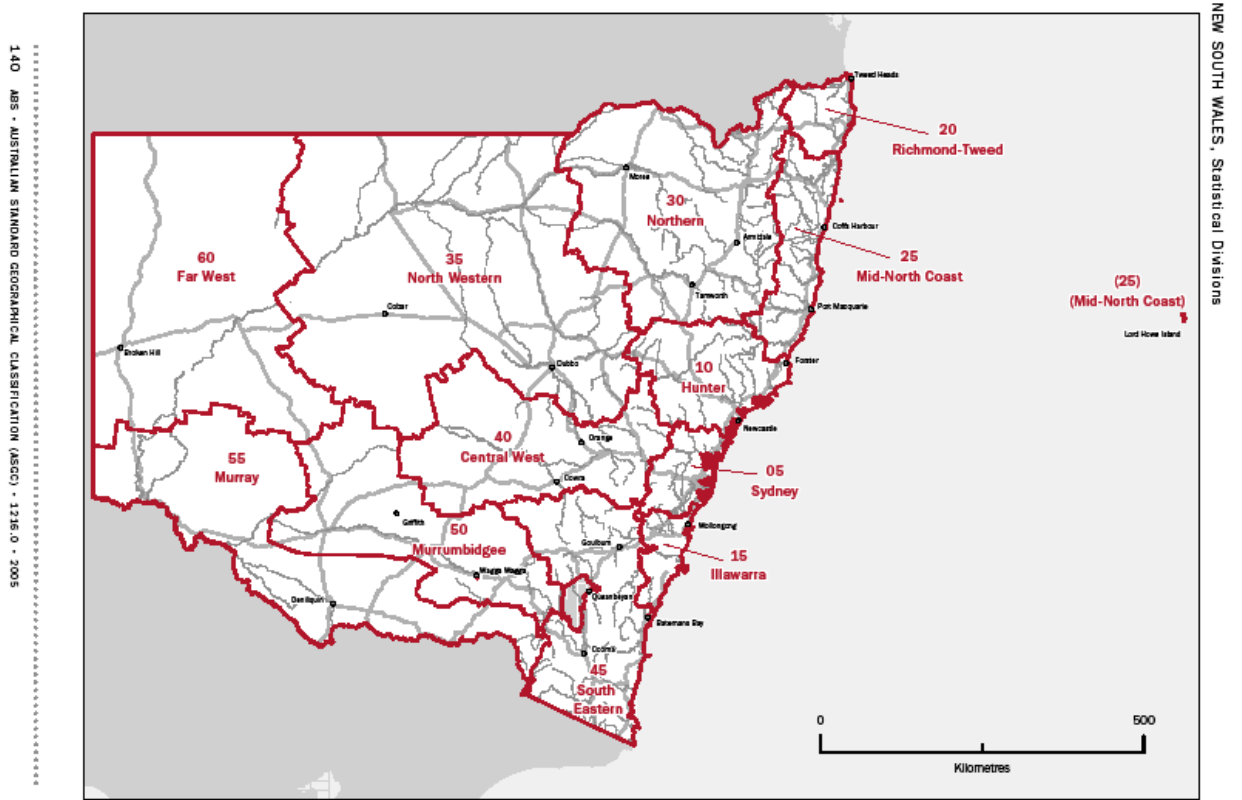 NEW SOUTH WALES, Statistical Divisions
140 ABS • AUSTRALIAN STANDARD GEOGRAPHICAL CLASSIFICATION (ASGC) • 1216.0 • 2005
Tweed Heads
20
Richmond-Tweed
Moree
30
Northern
Coffs Harbour
Armidale
60
Far West
35
North Western
25
Mid-North Coast
(25)
(Mid-North Coast)
Lord Howe Island
Tamworth
Port Macquarie
Cobar
Broken Hill
Dubbo
Forster
10
Hunter
Newcastle
40
Central West
Orange
55
Murray
05
Sydney
Cowra
Griffith
50
Murrumbidgee
Wollongong
Goulburn
15
Illawarra
Wagga Wagga
Queanbeyan
Deniliquin
Batemans Bay
Cooma
45
South
Eastern
0
500
Kilometres